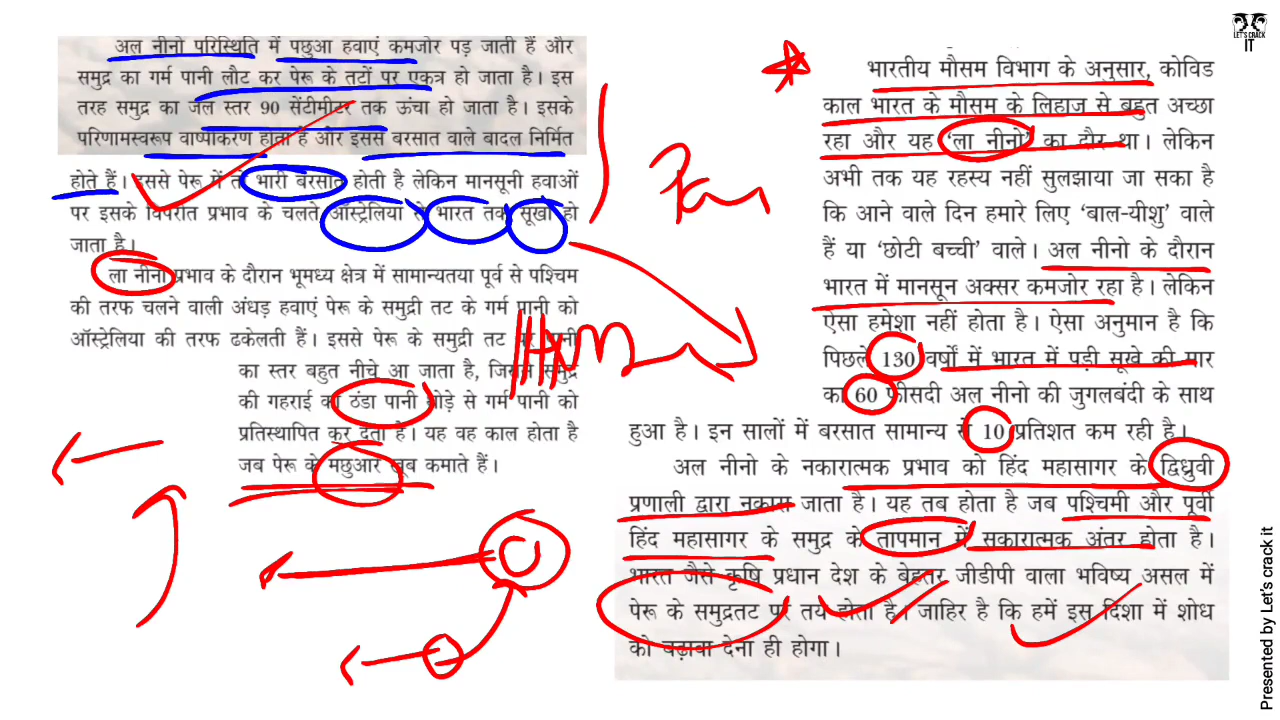 अल नीनो परिस्थिति में पछुआ हवाएं कमजोर पड़ जाती हैं और
समुद्र का गर्म पानी लौट कर पेरू के तटों पर एकत्र हो जाता है। इस
तरह समुद्र का जल स्तर 90 सेंटीमीटर तक ऊंचा हो जाता है। इसके
परिणामस्वरूप वाष्पीकरण होता है और इससे बरसात वाले बादल निर्मित
होते हैं। इससे पेरू में तो भारी बरसात होती है लेकिन मानसूनी हवाओं
पर इसके विपरीत प्रभाव के चलते ऑस्ट्रेलिया से भारत तक सूखा हो
जाता है।
ला नीनो प्रभाव के दौरान भूमध्य क्षेत्र में सामान्यतया पूर्व से पश्चिम
की तरफ चलने वाली अंधड़ हवाएं पेरू के समुद्री तट के गर्म पानी को
ऑस्ट्रेलिया की तरफ ढकेलती हैं। इससे पेरू के समुद्री तट पर पानी
का स्तर बहुत नीचे आ जाता है, जिससे समुद्र
की गहराई का ठंडा पानी थोड़े से गर्म पानी को
प्रतिस्थापित कर देता है। यह वह काल होता है
जब पेरू के मछुआर खूब कमाते हैं।
भारतीय मौसम विभाग के अनुसार, कोविड
काल भारत के मौसम के लिहाज से बहुत अच्छा
रहा और यह 'ला नीनो' का दौर था। लेकिन
अभी तक यह रहस्य नहीं सुलझाया जा सका है
कि आने वाले दिन हमारे लिए 'बाल-यीशु' वाले
हैं या 'छोटी बच्ची' वाले। अल नीनो के दौरान
भारत में मानसून अक्सर कमजोर रहा है। लेकिन
ऐसा हमेशा नहीं होता है। ऐसा अनुमान है कि
पिछले 130 वर्षों में भारत में पड़ी सूखे की मार
का 60 फीसदी अल नीनो की जुगलबंदी के साथ
हुआ है। इन सालों में बरसात सामान्य से 10 प्रतिशत कम रही है।
अल नीनो के नकारात्मक प्रभाव को हिंद महासागर के द्विध्रुवी
प्रणाली द्वारा नकारा जाता है। यह तब होता है जब पश्चिमी और पूर्वी
हिंद महासागर के समुद्र के तापमान में सकारात्मक अंतर होता है।
भारत जैसे कृषि प्रधान देश के बेहतर जीडीपी वाला भविष्य असल में
पेरू के समुद्रतट पर तय होता है। जाहिर है कि हमें इस दिशा में शोध
को बढ़ावा देना ही होगा।
LET'S CRACK
IT
Presented by Let's crack it